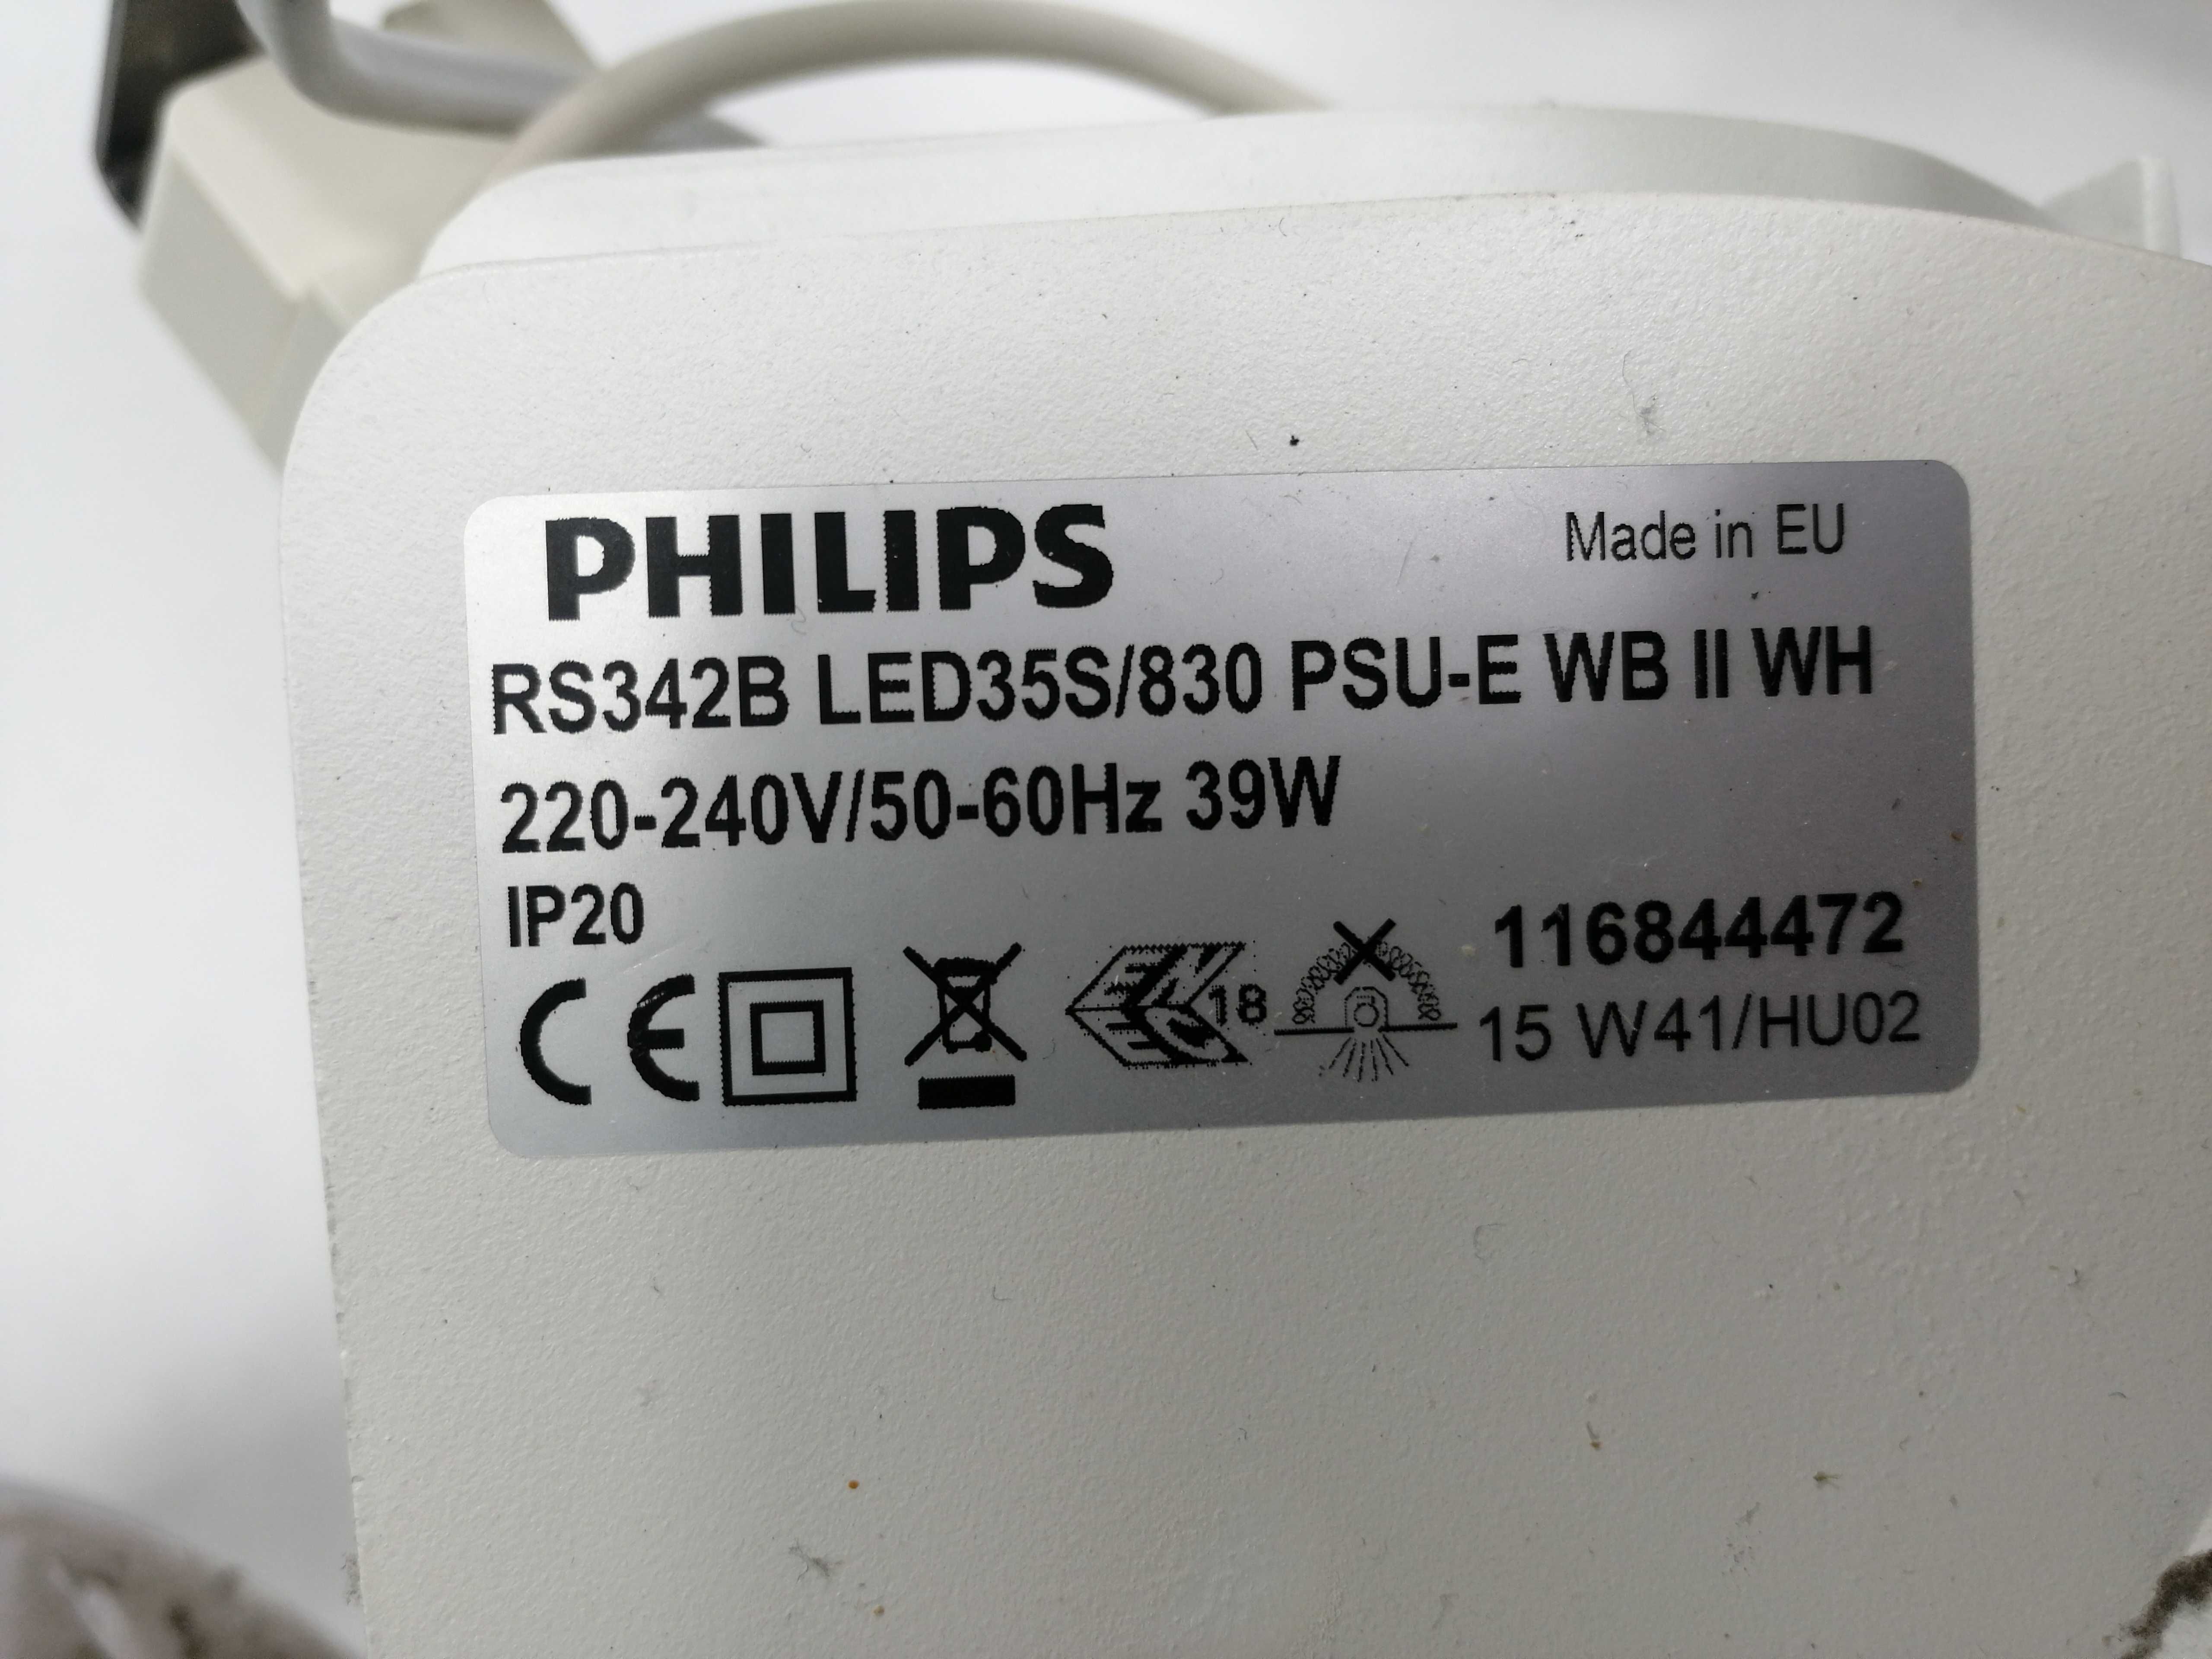 PHILIPS
Made in EU
RS342B LED35S/830 PSU-E WB II WH
220-240V/50-60Hz 39W
IP20
CE
18
116844472
15 W41/HU02